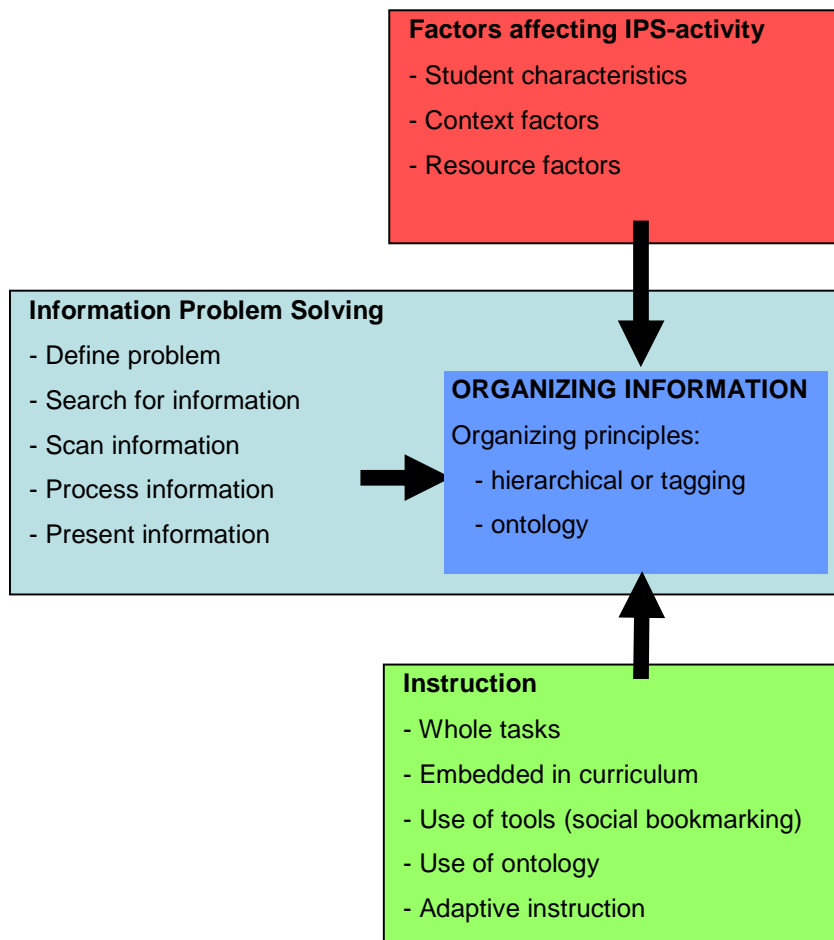 Factors affecting IPS-activity
- Student characteristics
- Context factors
- Resource factors
Information Problem Solving
- Define problem
- Search for information
- Scan information
- Process information
- Present information
ORGANIZING INFORMATION
Organizing principles:
- hierarchical or tagging
- ontology
Instruction
- Whole tasks
- Embedded in curriculum
- Use of tools (social bookmarking)
- Use of ontology
- Adaptive instruction